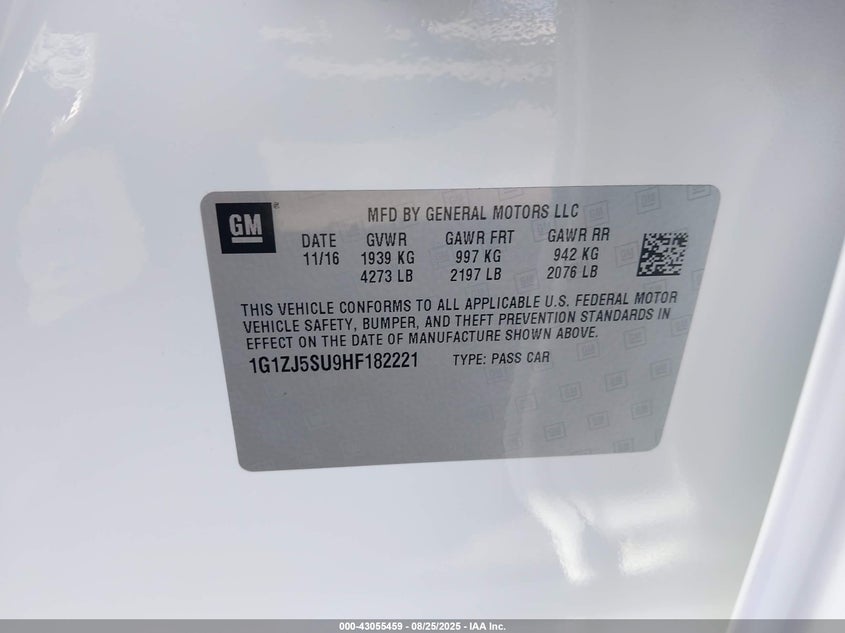 GM
MFD BY GENERAL MOTORS LLC
DATE GVWR GAWR FRT GAWR RR
11/16 1939 KG 997 KG 942 KG
4273 LB 2197 LB 2076 LB
THIS VEHICLE CONFORMS TO ALL APPLICABLE U.S. FEDERAL MOTOR
VEHICLE SAFETY, BUMPER, AND THEFT PREVENTION STANDARDS IN
EFFECT ON THE DATE OF MANUFACTURE SHOWN ABOVE.
1G1ZJ5SU9HF182221 TYPE: PASS CAR
000-43055459 - 08/25/2025 - IAA Inc.